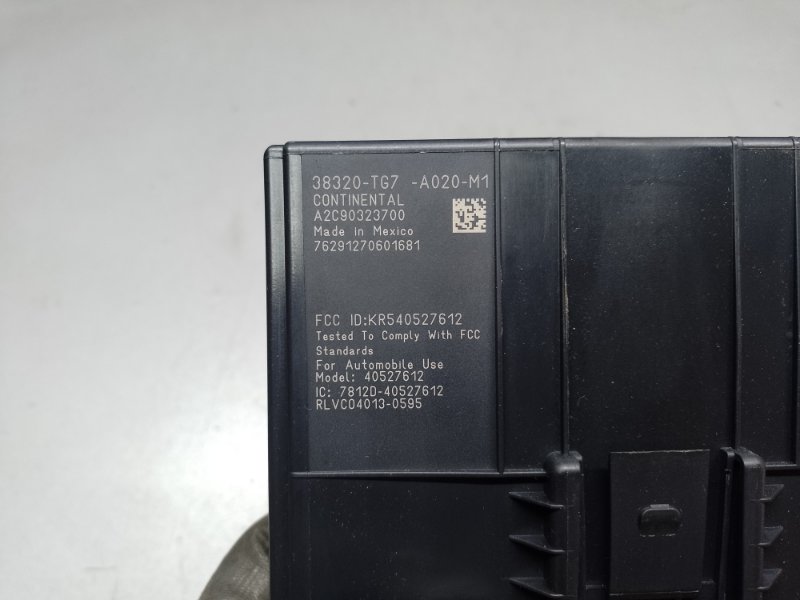 38320-TG7 -A020-M1
CONTINENTAL
A2C90323700
Made In Mexico
76291270601681
FCC ID:KR540527612
Tested To Comply With FCC
Standards
For Automobile Use
Model: 40527612
IC: 7812D-40527612
RLVCO4013-0595